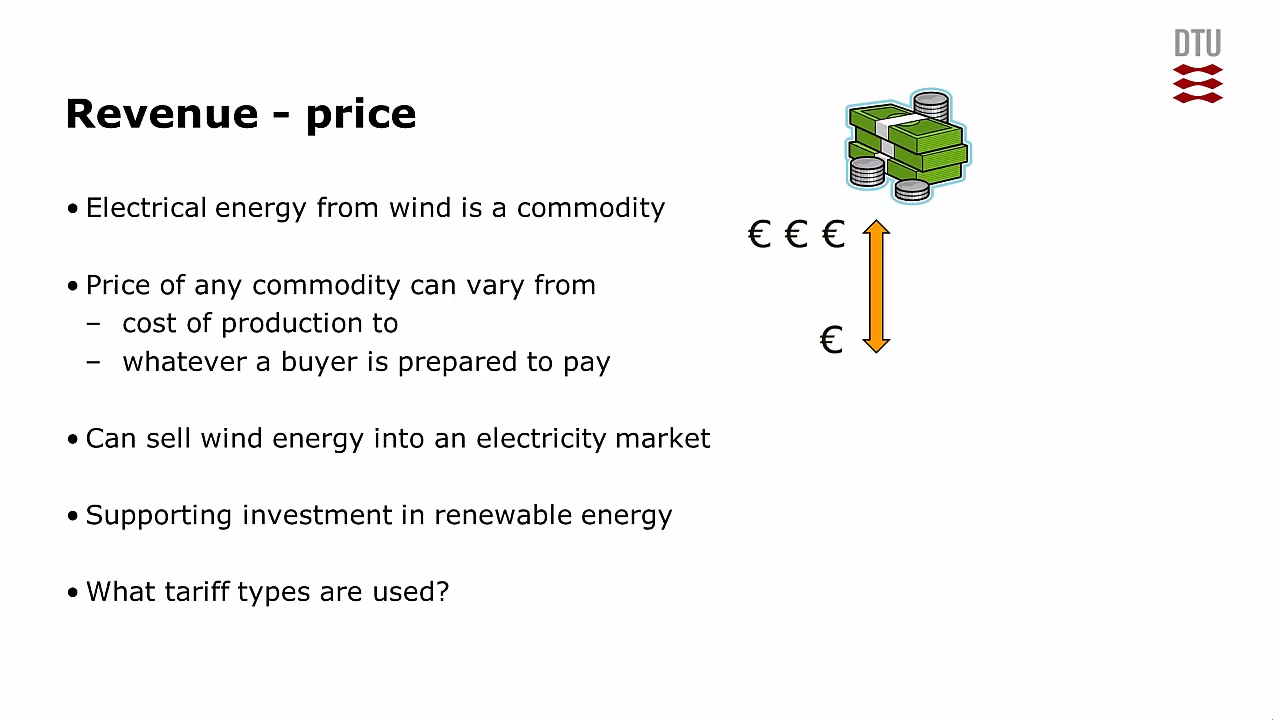 DTU
Revenue - price
• Electrical energy from wind is a commodity
• Price of any commodity can vary from
– cost of production to
– whatever a buyer is prepared to pay
• Can sell wind energy into an electricity market
• Supporting investment in renewable energy
• What tariff types are used?
€ € €
€